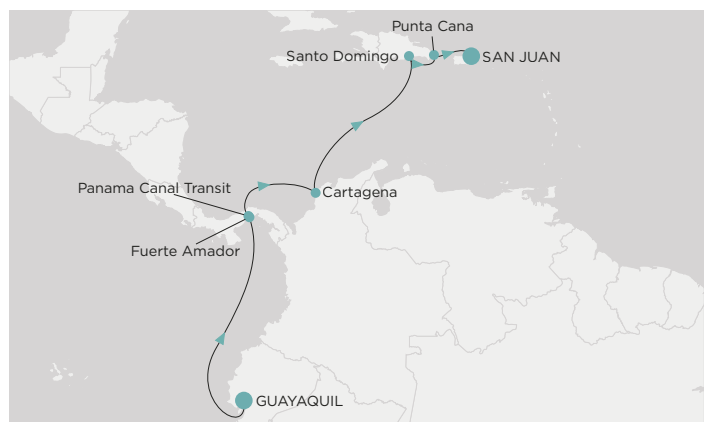 Punta Cana
Santo Domingo
SAN JUAN
Panama Canal Transit
Cartagena
Fuerte Amador
GUAYAQUIL